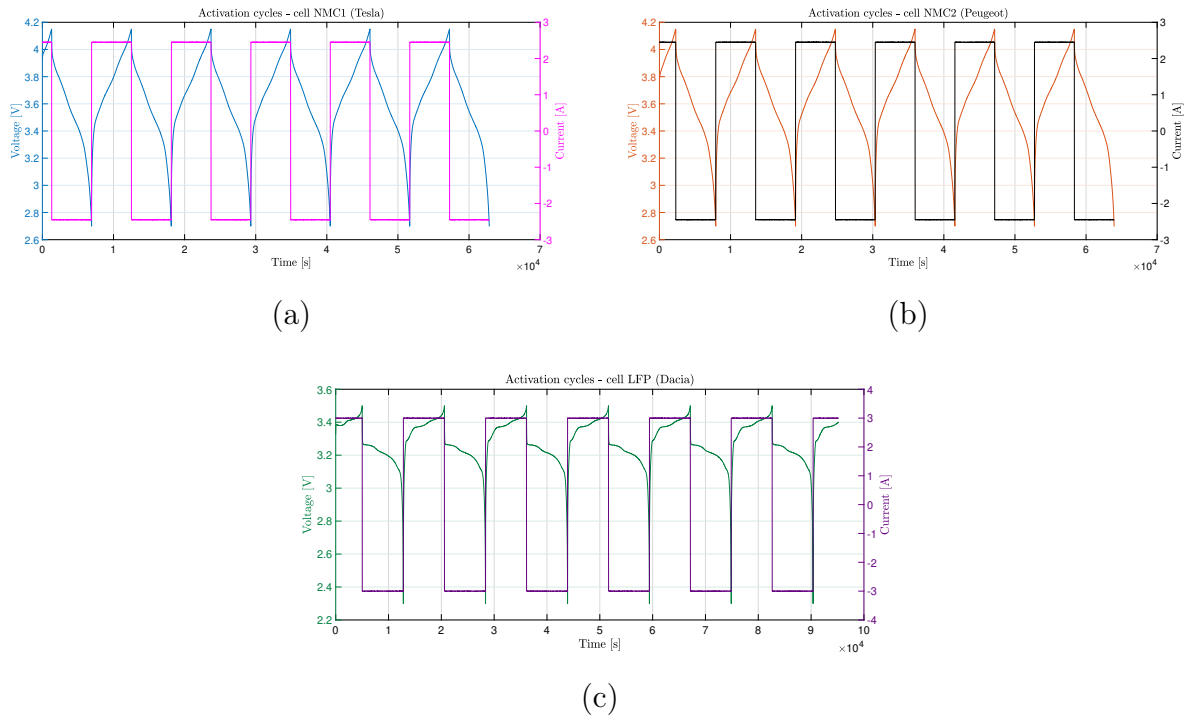 Activation cycles - cell NMC1 (Tesla)
4.2
4
3.8
3.6
3.4
3.2
3
2.8
2.6
Voltage [V]
3
2
1
0
-1
-2
-3
Current [A]
0 1 2 3 4 5 6 7
Time [s]
×10^4
(a)
Activation cycles - cell NMC2 (Peugeot)
4.2
4
3.8
3.6
3.4
3.2
3
2.8
2.6
Voltage [V]
3
2
1
0
-1
-2
-3
Current [A]
0 1 2 3 4 5 6 7
Time [s]
×10^4
(b)
Activation cycles - cell LFP (Dacia)
3.6
3.4
3.2
3
2.8
2.6
2.4
2.2
Voltage [V]
4
3
2
1
0
-1
-2
-3
-4
Current [A]
0 1 2 3 4 5 6 7 8 9 10
Time [s]
×10^4
(c)